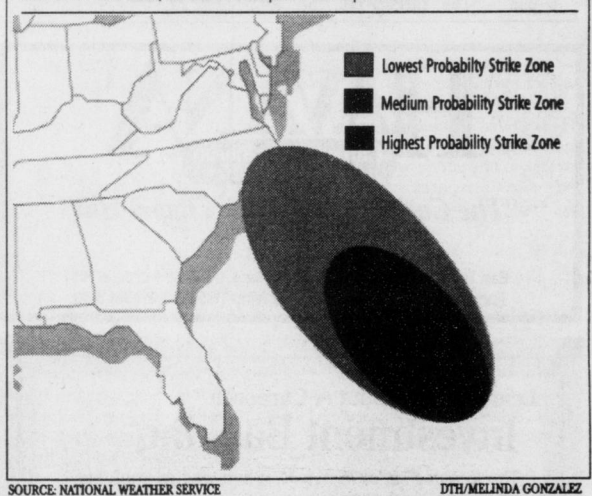 Lowest Probabilty Strike Zone
Medium Probability Strike Zone
Highest Probability Strike Zone
Investment
SOURCE: NATIONAL WEATHER SERVICE
DTH/MELINDA GONZALEZ